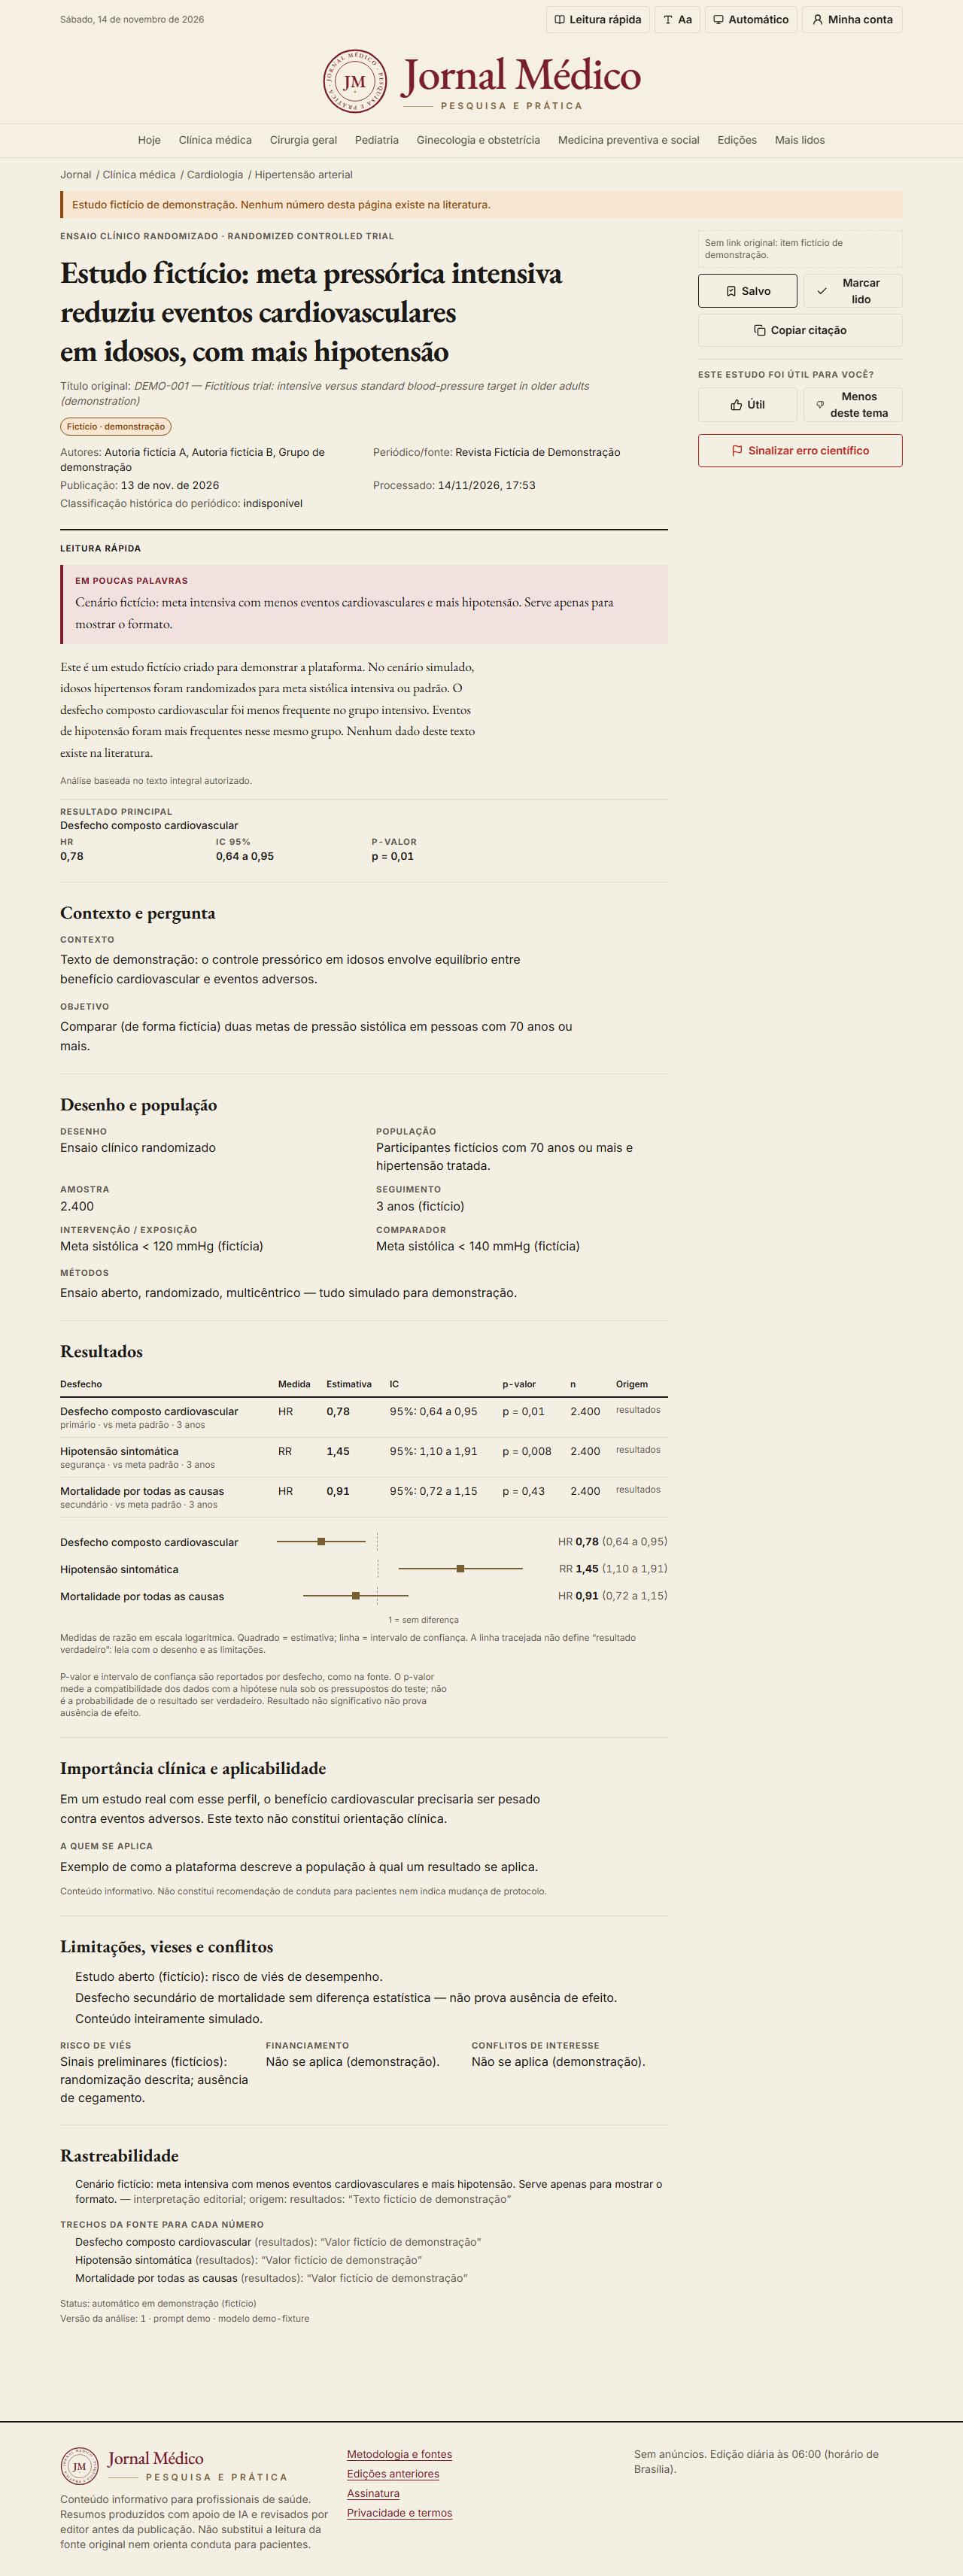 Sábado, 14 de novembro de 2026
Leitura rápida
Aa
Automático
Minha conta
JORNAL MÉDICO · PESQUISA E PRÁTICA ·
JM
Jornal Médico
PESQUISA E PRÁTICA
Hoje Clínica médica Cirurgia geral Pediatria Ginecologia e obstetrícia Medicina preventiva e social Edições Mais lidos
Jornal / Clínica médica / Cardiologia / Hipertensão arterial
Estudo fictício de demonstração. Nenhum número desta página existe na literatura.
ENSAIO CLÍNICO RANDOMIZADO · RANDOMIZED CONTROLLED TRIAL
Estudo fictício: meta pressórica intensiva
reduziu eventos cardiovasculares
em idosos, com mais hipotensão
Título original: DEMO-001 — Fictitious trial: intensive versus standard blood-pressure target in older adults
(demonstration)
Fictício · demonstração
Autores: Autoria fictícia A, Autoria fictícia B, Grupo de
demonstração
Periódico/fonte: Revista Fictícia de Demonstração
Publicação: 13 de nov. de 2026
Processado: 14/11/2026, 17:53
Classificação histórica do periódico: indisponível
Sem link original: item fictício de
demonstração.
Salvo
Marcar
lido
Copiar citação
ESTE ESTUDO FOI ÚTIL PARA VOCÊ?
Útil
Menos
deste tema
Sinalizar erro científico
LEITURA RÁPIDA
EM POUCAS PALAVRAS
Cenário fictício: meta intensiva com menos eventos cardiovasculares e mais hipotensão. Serve apenas para
mostrar o formato.
Este é um estudo fictício criado para demonstrar a plataforma. No cenário simulado,
idosos hipertensos foram randomizados para meta sistólica intensiva ou padrão. O
desfecho composto cardiovascular foi menos frequente no grupo intensivo. Eventos
de hipotensão foram mais frequentes nesse mesmo grupo. Nenhum dado deste texto
existe na literatura.
Análise baseada no texto integral autorizado.
RESULTADO PRINCIPAL
Desfecho composto cardiovascular
HR IC 95% P-VALOR
0,78 0,64 a 0,95 p = 0,01
Contexto e pergunta
CONTEXTO
Texto de demonstração: o controle pressórico em idosos envolve equilíbrio entre
benefício cardiovascular e eventos adversos.
OBJETIVO
Comparar (de forma fictícia) duas metas de pressão sistólica em pessoas com 70 anos ou
mais.
Desenho e população
DESENHO
Ensaio clínico randomizado
POPULAÇÃO
Participantes fictícios com 70 anos ou mais e
hipertensão tratada.
AMOSTRA
2.400
SEGUIMENTO
3 anos (fictício)
INTERVENÇÃO / EXPOSIÇÃO
Meta sistólica < 120 mmHg (fictícia)
COMPARADOR
Meta sistólica < 140 mmHg (fictícia)
MÉTODOS
Ensaio aberto, randomizado, multicêntrico — tudo simulado para demonstração.
Resultados
Desfecho Medida Estimativa IC p-valor n Origem
Desfecho composto cardiovascular HR 0,78 95%: 0,64 a 0,95 p = 0,01 2.400 resultados
primário · vs meta padrão · 3 anos
Hipotensão sintomática RR 1,45 95%: 1,10 a 1,91 p = 0,008 2.400 resultados
segurança · vs meta padrão · 3 anos
Mortalidade por todas as causas HR 0,91 95%: 0,72 a 1,15 p = 0,43 2.400 resultados
secundário · vs meta padrão · 3 anos
Desfecho composto cardiovascular HR 0,78 (0,64 a 0,95)
Hipotensão sintomática RR 1,45 (1,10 a 1,91)
Mortalidade por todas as causas HR 0,91 (0,72 a 1,15)
1 = sem diferença
Medidas de razão em escala logarítmica. Quadrado = estimativa; linha = intervalo de confiança. A linha tracejada não define “resultado
verdadeiro”: leia com o desenho e as limitações.
P-valor e intervalo de confiança são reportados por desfecho, como na fonte. O p-valor
mede a compatibilidade dos dados com a hipótese nula sob os pressupostos do teste; não
é a probabilidade de o resultado ser verdadeiro. Resultado não significativo não prova
ausência de efeito.
Importância clínica e aplicabilidade
Em um estudo real com esse perfil, o benefício cardiovascular precisaria ser pesado
contra eventos adversos. Este texto não constitui orientação clínica.
A QUEM SE APLICA
Exemplo de como a plataforma descreve a população à qual um resultado se aplica.
Conteúdo informativo. Não constitui recomendação de conduta para pacientes nem indica mudança de protocolo.
Limitações, vieses e conflitos
Estudo aberto (fictício): risco de viés de desempenho.
Desfecho secundário de mortalidade sem diferença estatística — não prova ausência de efeito.
Conteúdo inteiramente simulado.
RISCO DE VIÉS
Sinais preliminares (fictícios):
randomização descrita; ausência
de cegamento.
FINANCIAMENTO
Não se aplica (demonstração).
CONFLITOS DE INTERESSE
Não se aplica (demonstração).
Rastreabilidade
Cenário fictício: meta intensiva com menos eventos cardiovasculares e mais hipotensão. Serve apenas para mostrar o
formato. — interpretação editorial; origem: resultados: “Texto fictício de demonstração”
TRECHOS DA FONTE PARA CADA NÚMERO
Desfecho composto cardiovascular (resultados): “Valor fictício de demonstração”
Hipotensão sintomática (resultados): “Valor fictício de demonstração”
Mortalidade por todas as causas (resultados): “Valor fictício de demonstração”
Status: automático em demonstração (fictício)
Versão da análise: 1 · prompt demo · modelo demo-fixture
JORNAL MÉDICO · PESQUISA E PRÁTICA ·
JM
Jornal Médico
PESQUISA E PRÁTICA
Conteúdo informativo para profissionais de saúde.
Resumos produzidos com apoio de IA e revisados por
editor antes da publicação. Não substitui a leitura da
fonte original nem orienta conduta para pacientes.
Metodologia e fontes
Edições anteriores
Assinatura
Privacidade e termos
Sem anúncios. Edição diária às 06:00 (horário de
Brasília).